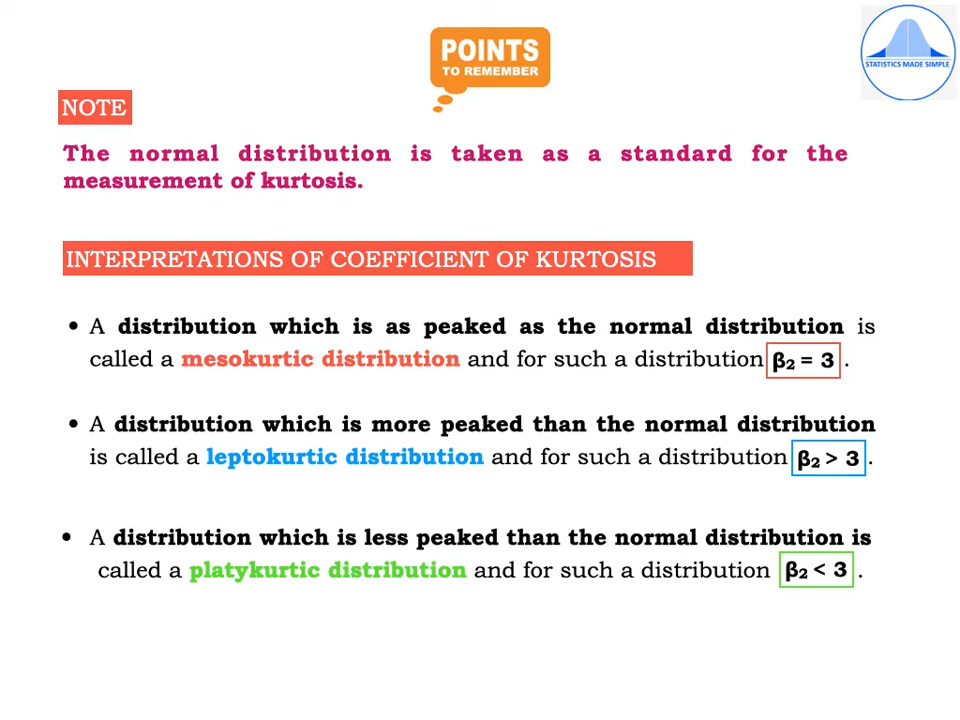 POINTS
TO REMEMBER
STATISTICS MADE SIMPLE
NOTE
The normal distribution is taken as a standard for the
measurement of kurtosis.
INTERPRETATIONS OF COEFFICIENT OF KURTOSIS
• A distribution which is as peaked as the normal distribution is
called a mesokurtic distribution and for such a distribution β₂ = 3 .
• A distribution which is more peaked than the normal distribution
is called a leptokurtic distribution and for such a distribution β₂ > 3 .
• A distribution which is less peaked than the normal distribution is
called a platykurtic distribution and for such a distribution β₂ < 3 .